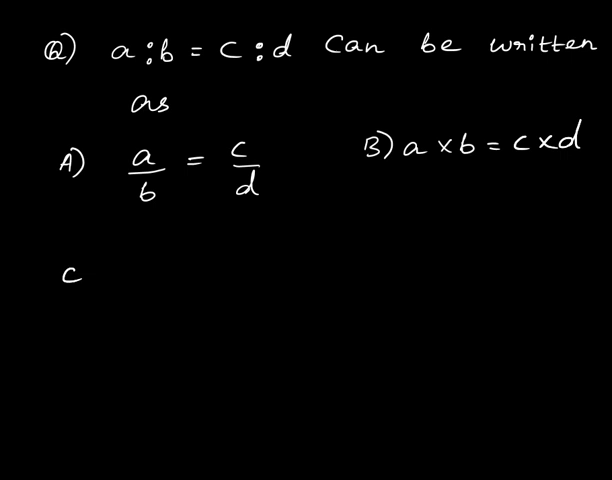 Q) a:b = c:d Can be written
as
A) a/b = c/d B) a × b = c × d
C